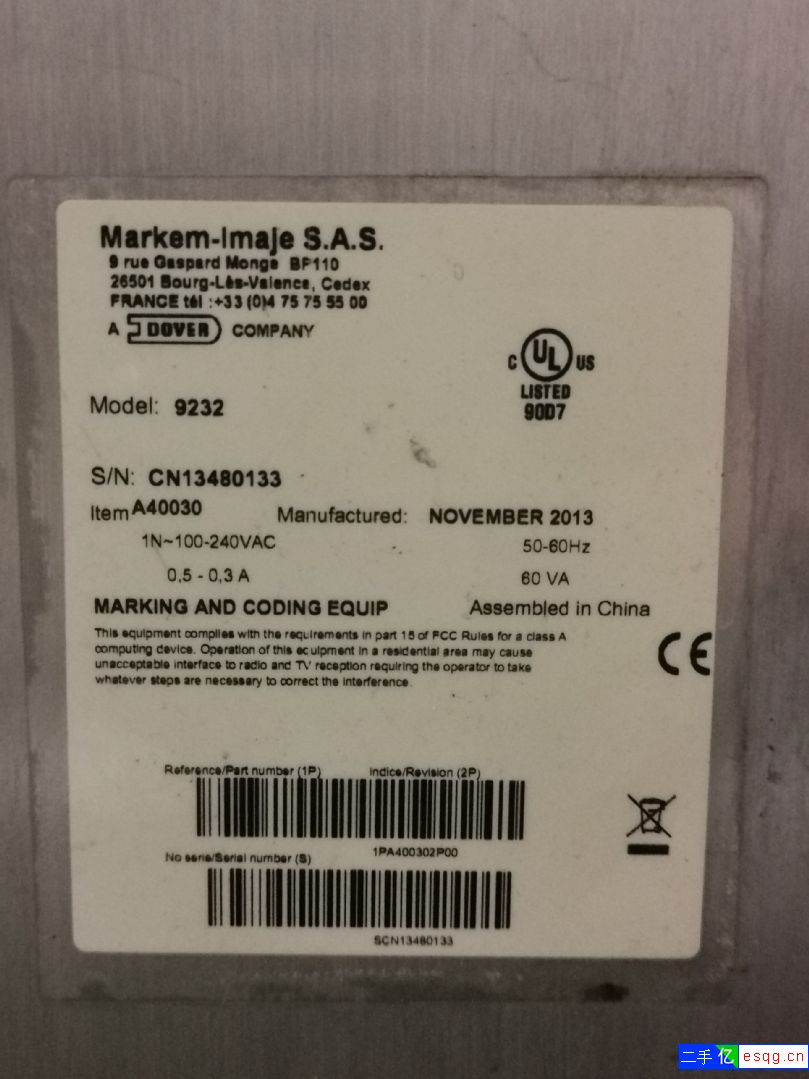 Markem-Imaje S.A.S.
9 rue Gaspard Monge BP110
26501 Bourg-Lès-Valence, Cedex
FRANCE tél :+33 (0)4 75 75 55 00
A DOVER COMPANY
C UL US
LISTED
90D7
Model: 9232
S/N: CN13480133
Item A40030 Manufactured: NOVEMBER 2013
1N~100-240VAC 50-60Hz
0,5 - 0,3 A 60 VA
MARKING AND CODING EQUIP Assembled in China
This equipment complies with the requirements in part 15 of FCC Rules for a class A
computing device. Operation of this equipment in a residential area may cause
unacceptable interface to radio and TV reception requiring the operator to take
whatever steps are necessary to correct the interference.
CE
Reference/Part number (1P) Indice/Revision (2P)
1PA400302P00
No serie/Serial number (S)
SCN13480133
二手亿 esqg.cn